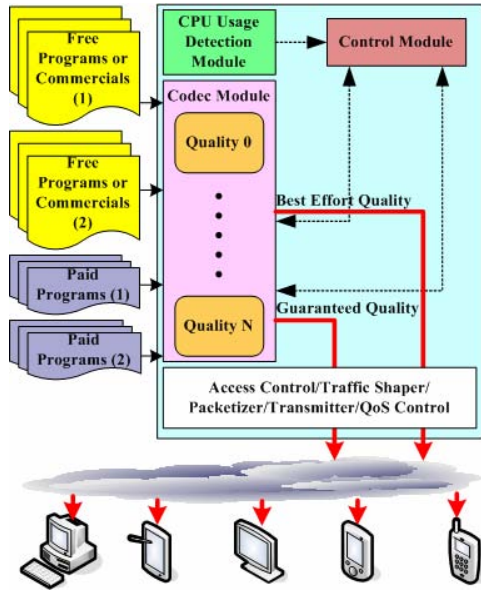 Free
Programs or
Commercials
(1)
CPU Usage
Detection
Module
Control Module
Codec Module
Quality 0
Free
Programs or
Commercials
(2)
Best Effort Quality
Paid
Programs (1)
Guaranteed Quality
Quality N
Paid
Programs (2)
Access Control/Traffic Shaper/
Packetizer/Transmitter/QoS Control